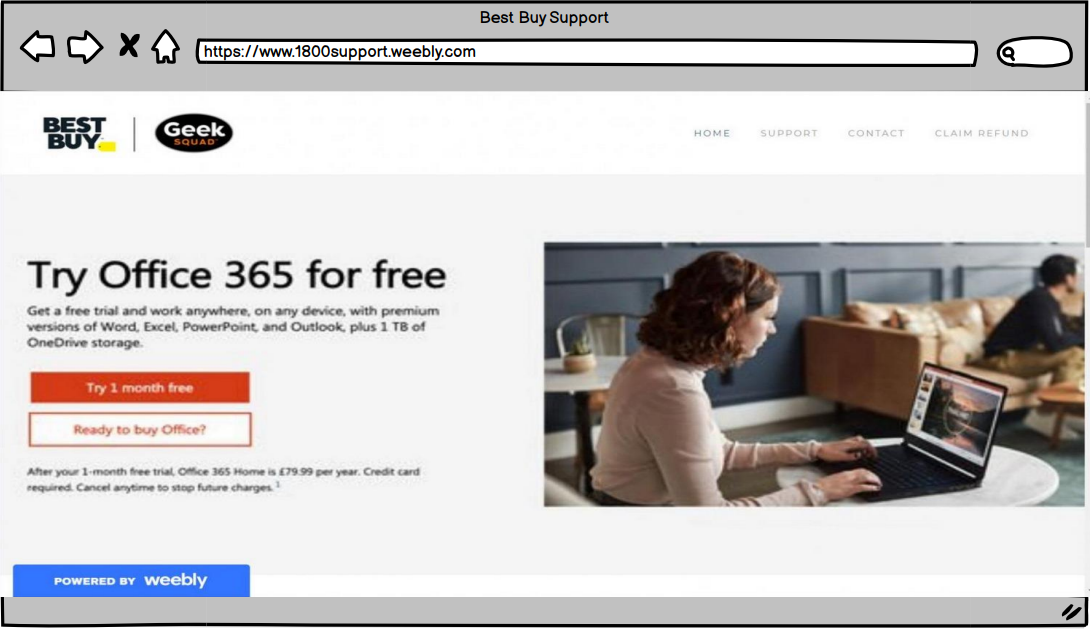 Best Buy Support
https://www.1800support.weebly.com
BEST BUY
Geek SQUAD
HOME SUPPORT CONTACT CLAIM REFUND
Try Office 365 for free
Get a free trial and work anywhere, on any device, with premium
versions of Word, Excel, PowerPoint, and Outlook, plus 1 TB of
OneDrive storage.
Try 1 month free
Ready to buy Office?
After your 1-month free trial, Office 365 Home is £79.99 per year. Credit card
required. Cancel anytime to stop future charges. 1
POWERED BY weebly